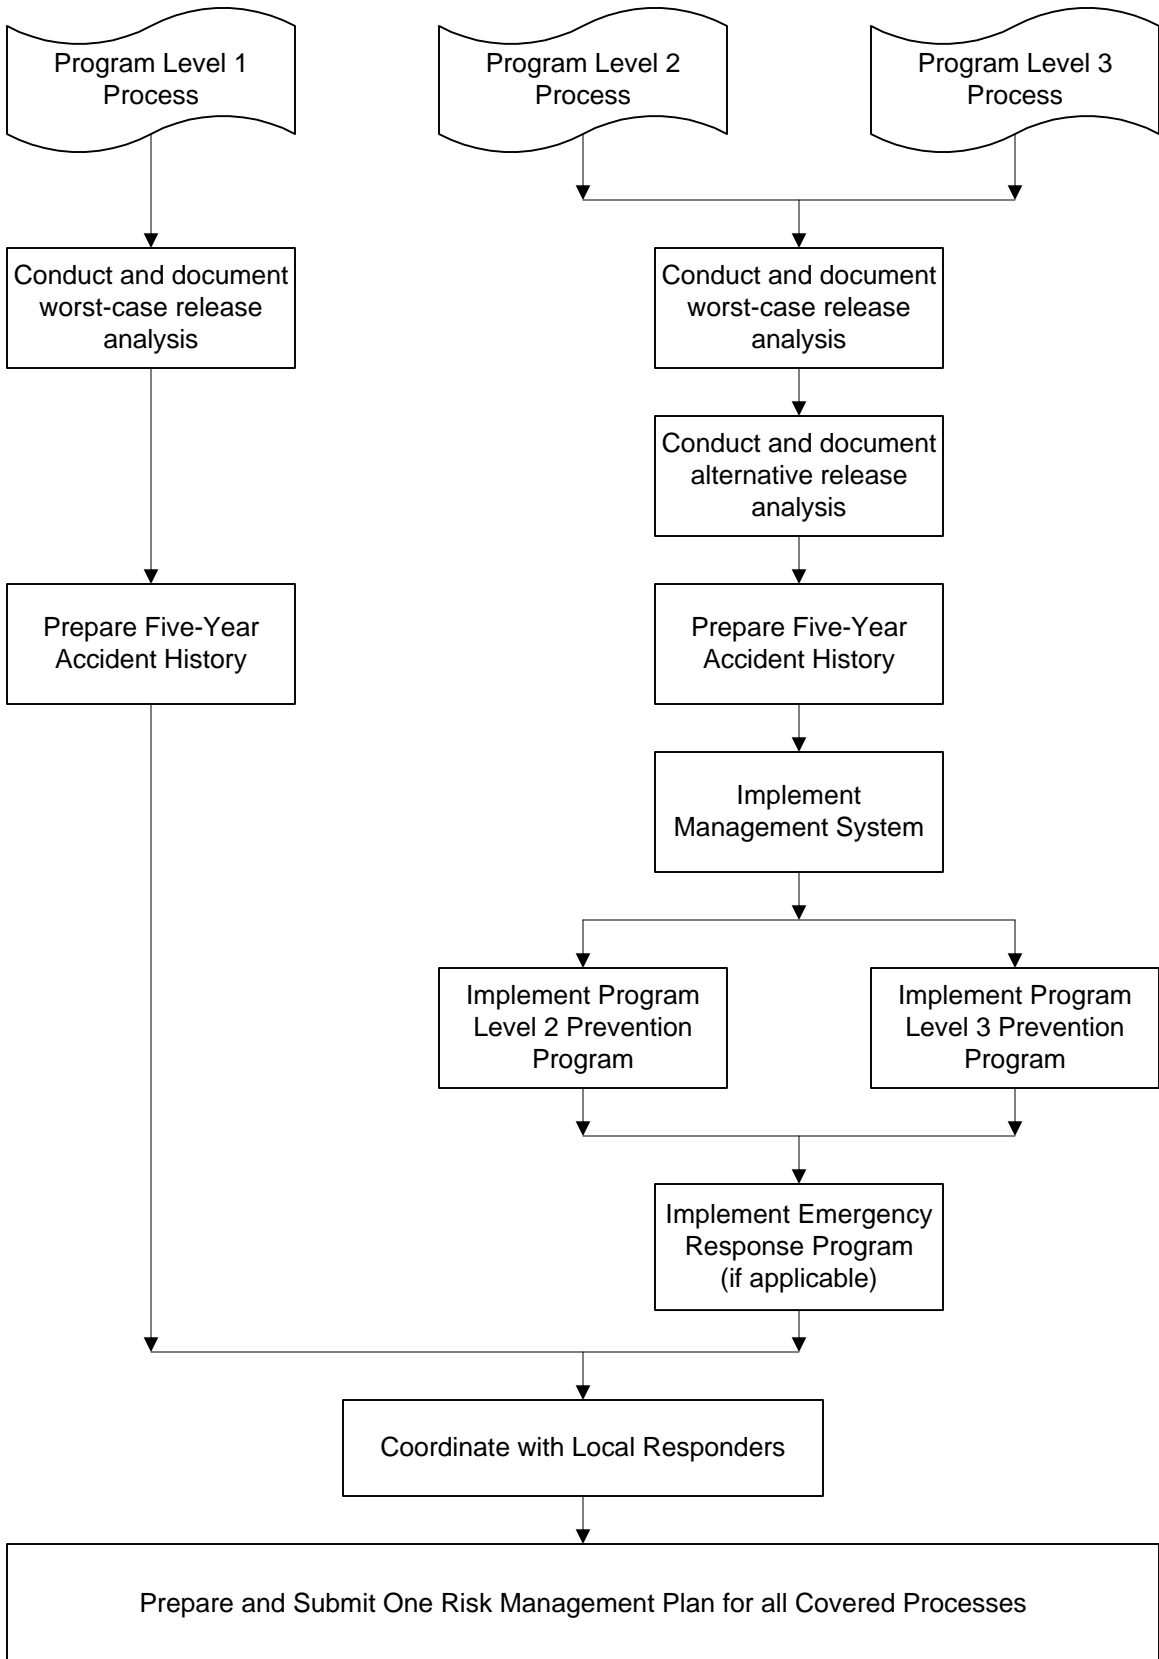 Program Level 1
Process
Program Level 2
Process
Program Level 3
Process
Conduct and document
worst-case release
analysis
Conduct and document
worst-case release
analysis
Conduct and document
alternative release
analysis
Prepare Five-Year
Accident History
Prepare Five-Year
Accident History
Implement
Management System
Implement Program
Level 2 Prevention
Program
Implement Program
Level 3 Prevention
Program
Implement Emergency
Response Program
(if applicable)
Coordinate with Local Responders
Prepare and Submit One Risk Management Plan for all Covered Processes